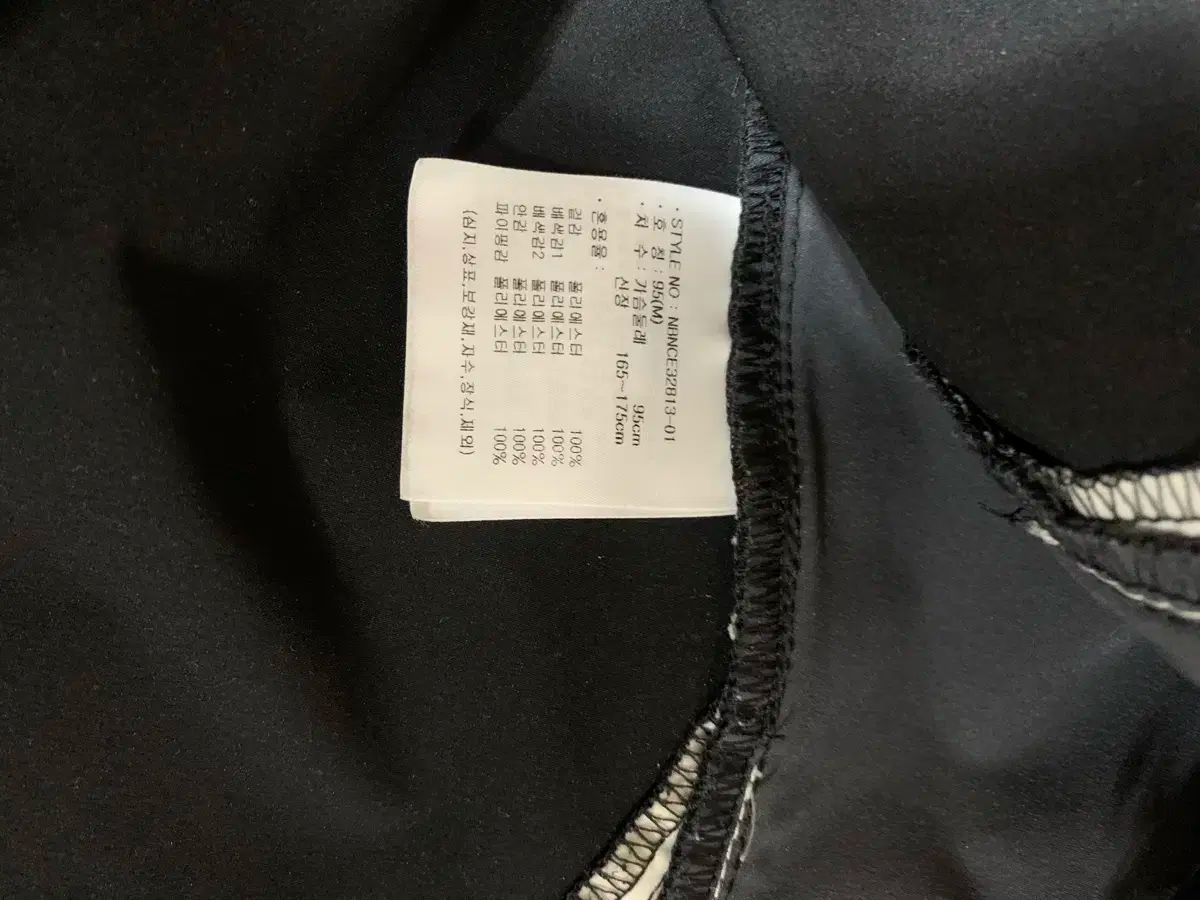 · STYLE NO : NBNCE32813-01
· 호 칭 : 95(M)
· 치 수 : 가슴둘레 95cm
신장 165~175cm
· 혼용율 :
겉감 폴리에스터 100%
배색감1 폴리에스터 100%
배색감2 폴리에스터 100%
안감 폴리에스터 100%
파이핑감 폴리에스터 100%
(심지,상표,보강재,자수,장식,제외)